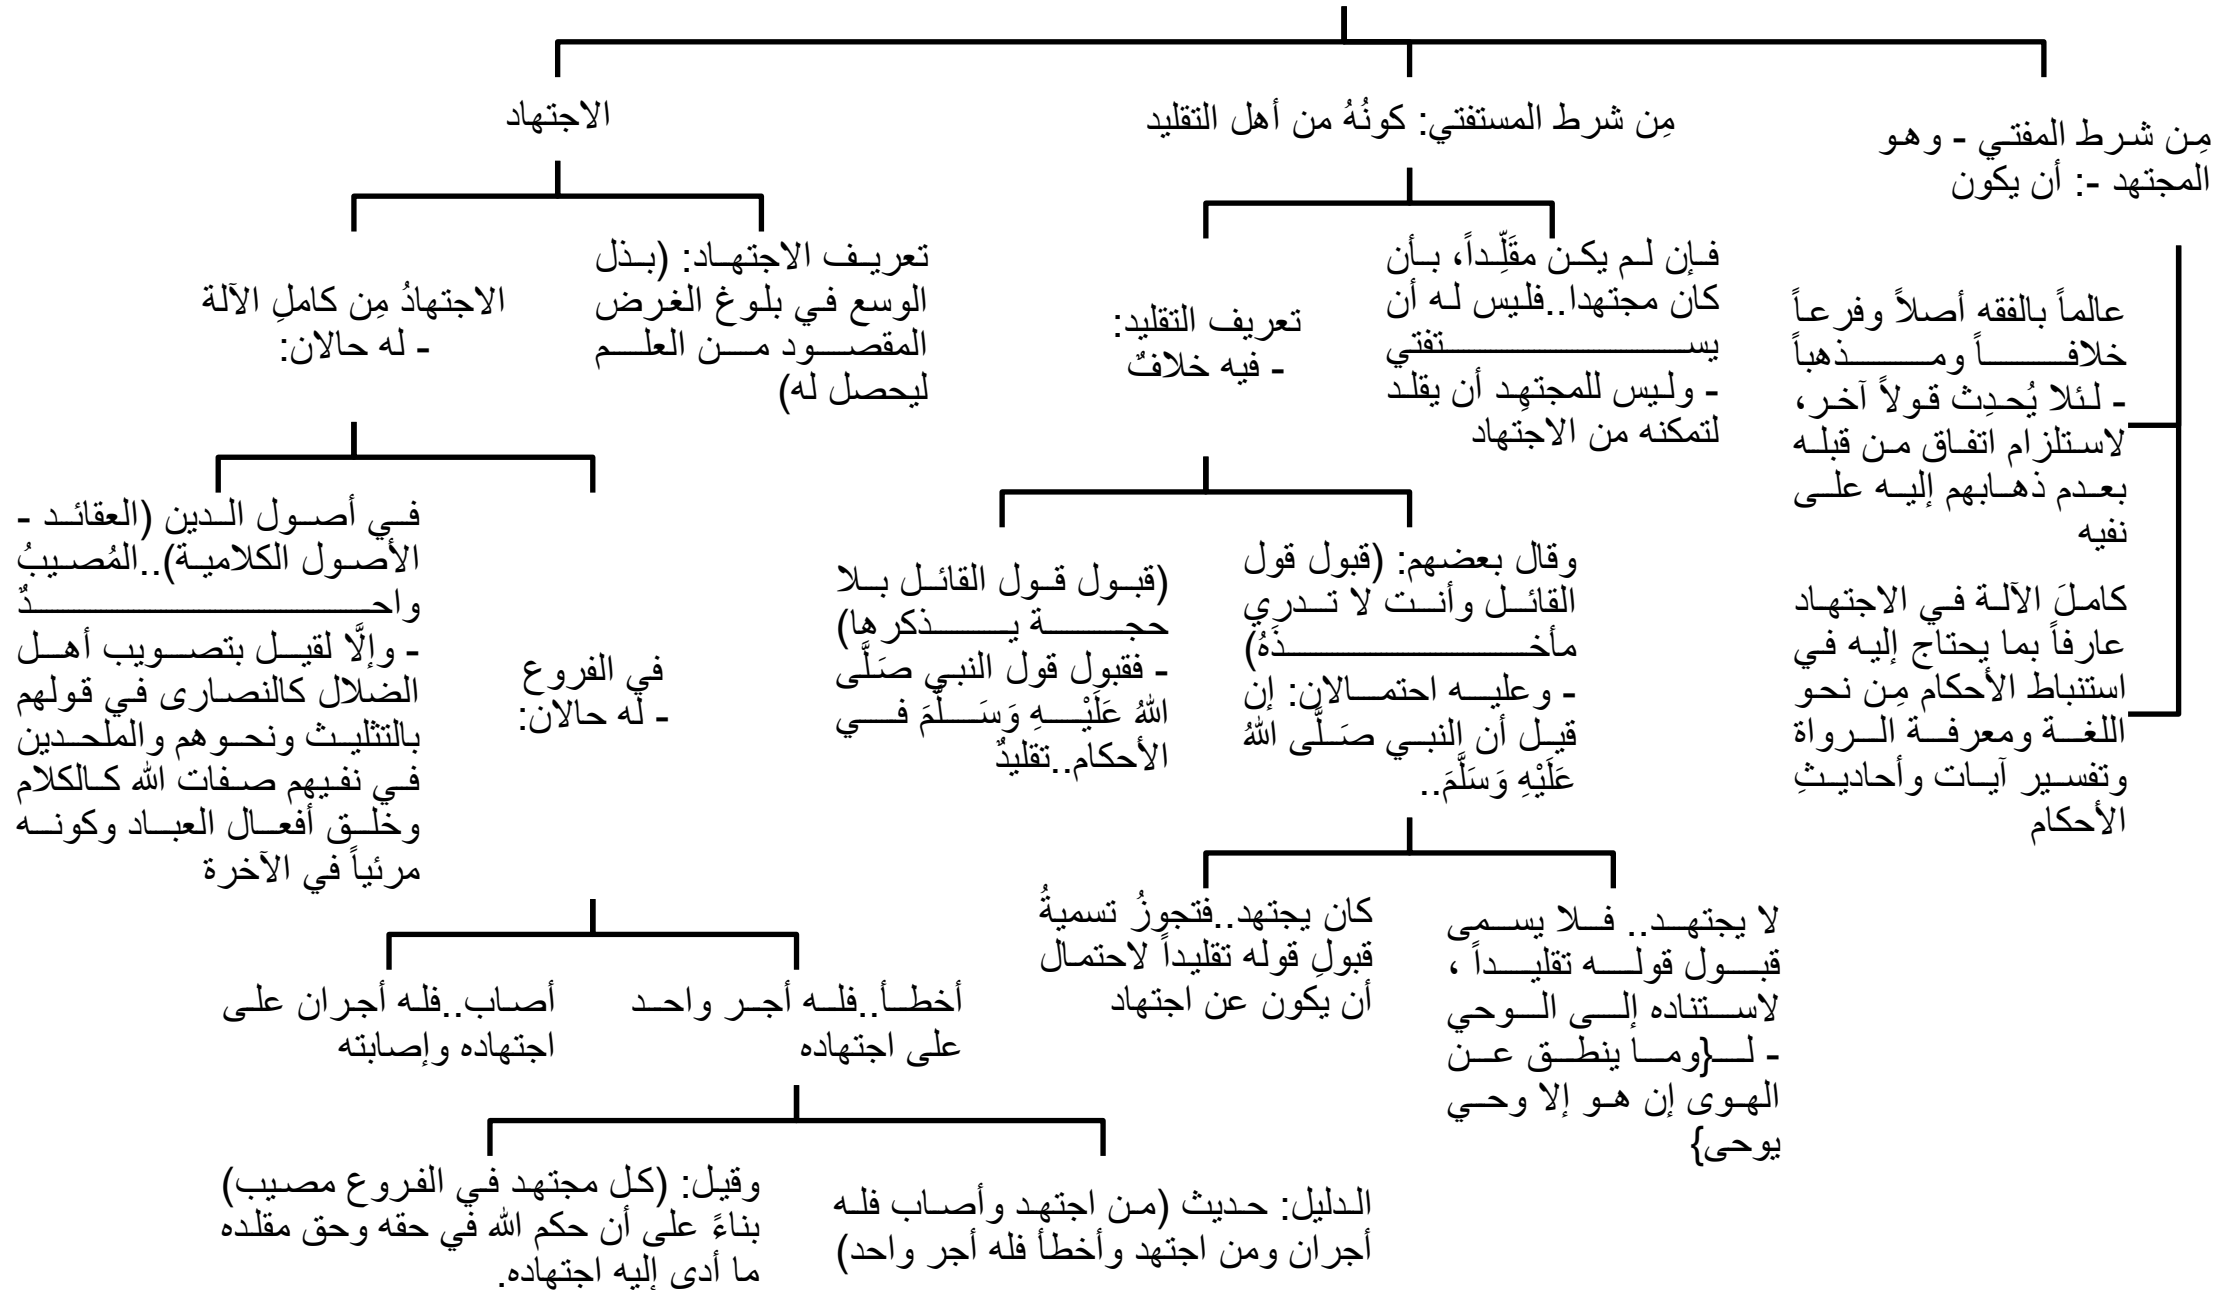 مِن شرط المفتي - وهو
المجتهد -: أن يكون
عالماً بالفقه أصلاً وفرعاً
خلافاً ومذهباً
- لئلا يُحدِث قولاً آخر،
لاستلزام اتفاق من قبله
بعدم ذهابهم إليه على
نفيه
كاملَ الآلة في الاجتهاد
عارفاً بما يحتاج إليه في
استنباط الأحكام مِن نحو
اللغة ومعرفة الرواة
وتفسير آيات وأحاديثِ
الأحكام
مِن شرط المستفتي: كونُهُ من أهل التقليد
فإن لم يكن مقَلِّداً، بأن
كان مجتهدا..فليس له أن
يستفتي
- وليس للمجتهِد أن يقلد
لتمكنه من الاجتهاد
تعريف التقليد:
- فيه خلافٌ
وقال بعضهم: (قبول قول
القائل وأنت لا تدري
مأخذَهُ)
- وعليه احتمالان: إن
قيل أن النبي صَلَّى اللهُ
عَلَيْهِ وَسَلَّمَ..
لا يجتهد.. فلا يسمى
قبول قوله تقليداً ،
لاستناده إلى الوحي
- لـ{وما ينطق عن
الهوى إن هو إلا وحي
يوحى}
كان يجتهد..فتجوزُ تسميةُ
قبولِ قوله تقليداً لاحتمال
أن يكون عن اجتهاد
(قبول قول القائل بلا
حجة يذكرها)
- فقبول قول النبي صَلَّى
اللهُ عَلَيْهِ وَسَلَّمَ في
الأحكام..تقليدٌ
الاجتهاد
تعريف الاجتهاد: (بذل
الوسع في بلوغ الغرض
المقصود من العلم
ليحصل له)
الاجتهادُ مِن كاملِ الآلة
- له حالان:
في الفروع
- له حالان:
أخطأ..فله أجر واحد
على اجتهاده
الدليل: حديث (من اجتهد وأصاب فله
أجران ومن اجتهد وأخطأ فله أجر واحد)
وقيل: (كل مجتهد في الفروع مصيب)
بناءً على أن حكم الله في حقه وحق مقلده
ما أدى إليه اجتهاده.
أصاب..فله أجران على
اجتهاده وإصابته
في أصول الدين (العقائد -
الأصول الكلامية)..المُصيبُ
واحدٌ
- وإلَّا لقيل بتصويب أهل
الضلال كالنصارى في قولهم
بالتثليث ونحوهم والملحدين
في نفيهم صفات الله كالكلام
وخلق أفعال العباد وكونه
مرئياً في الآخرة